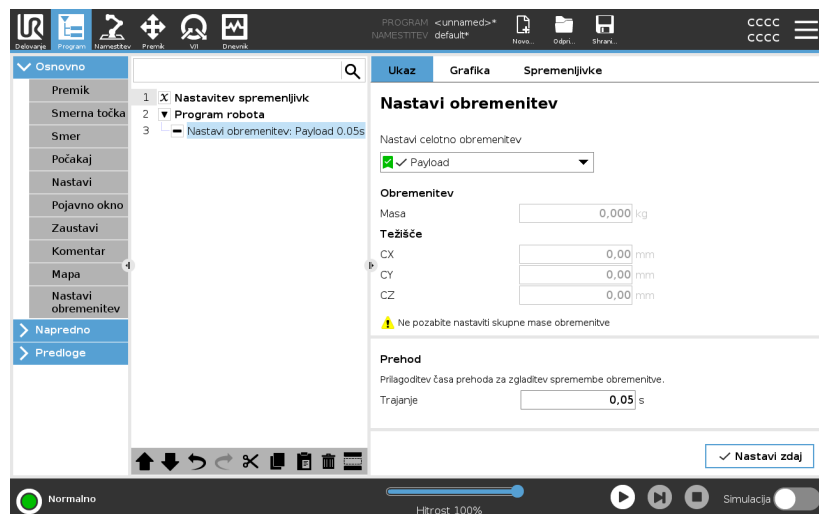 UR
Delovanje
Program
Namestitev
Premik
V/I
Dnevnik
PROGRAM <unnamed>*
NAMESTITEV default*
Novo...
Odpri...
Shrani...
CCCC
CCCC
Osnovno
Premik
Smerna točka
Smer
Počakaj
Nastavi
Pojavno okno
Zaustavi
Komentar
Mapa
Nastavi
obremenitev
Napredno
Predloge
1 X Nastavitev spremenljivk
2 Program robota
3 Nastavi obremenitev: Payload 0.05s
Ukaz
Grafika
Spremenljivke
Nastavi obremenitev
Nastavi celotno obremenitev
Payload
Obremenitev
Masa 0,000 kg
Težišče
CX 0,00 mm
CY 0,00 mm
CZ 0,00 mm
Ne pozabite nastaviti skupne mase obremenitve
Prehod
Prilagoditev časa prehoda za zgladitev spremembe obremenitve.
Trajanje 0,05 s
Nastavi zdaj
Normalno
Hitrost 100%
Simulacija